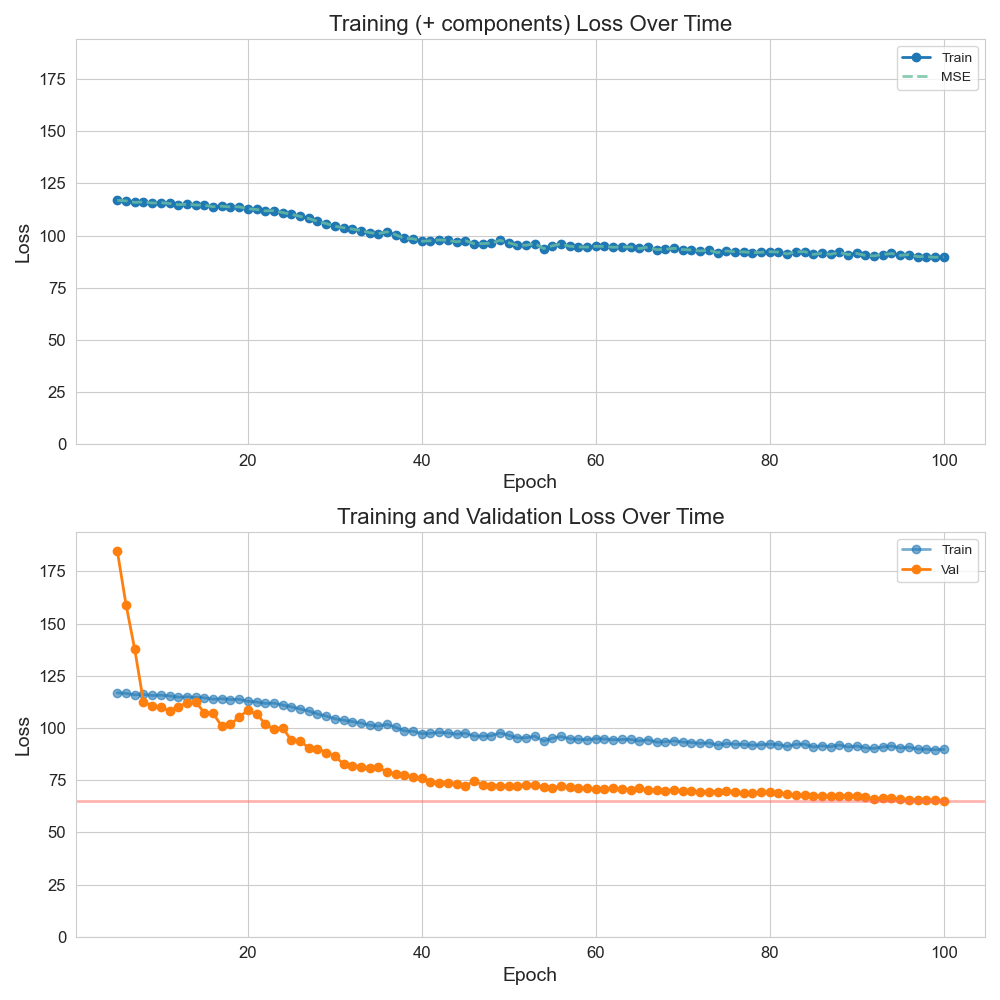 Training (+ components) Loss Over Time
Train
MSE
Loss
175
150
125
100
75
50
25
0
20 40 60 80 100
Epoch
Training and Validation Loss Over Time
Train
Val
Loss
175
150
125
100
75
50
25
0
20 40 60 80 100
Epoch